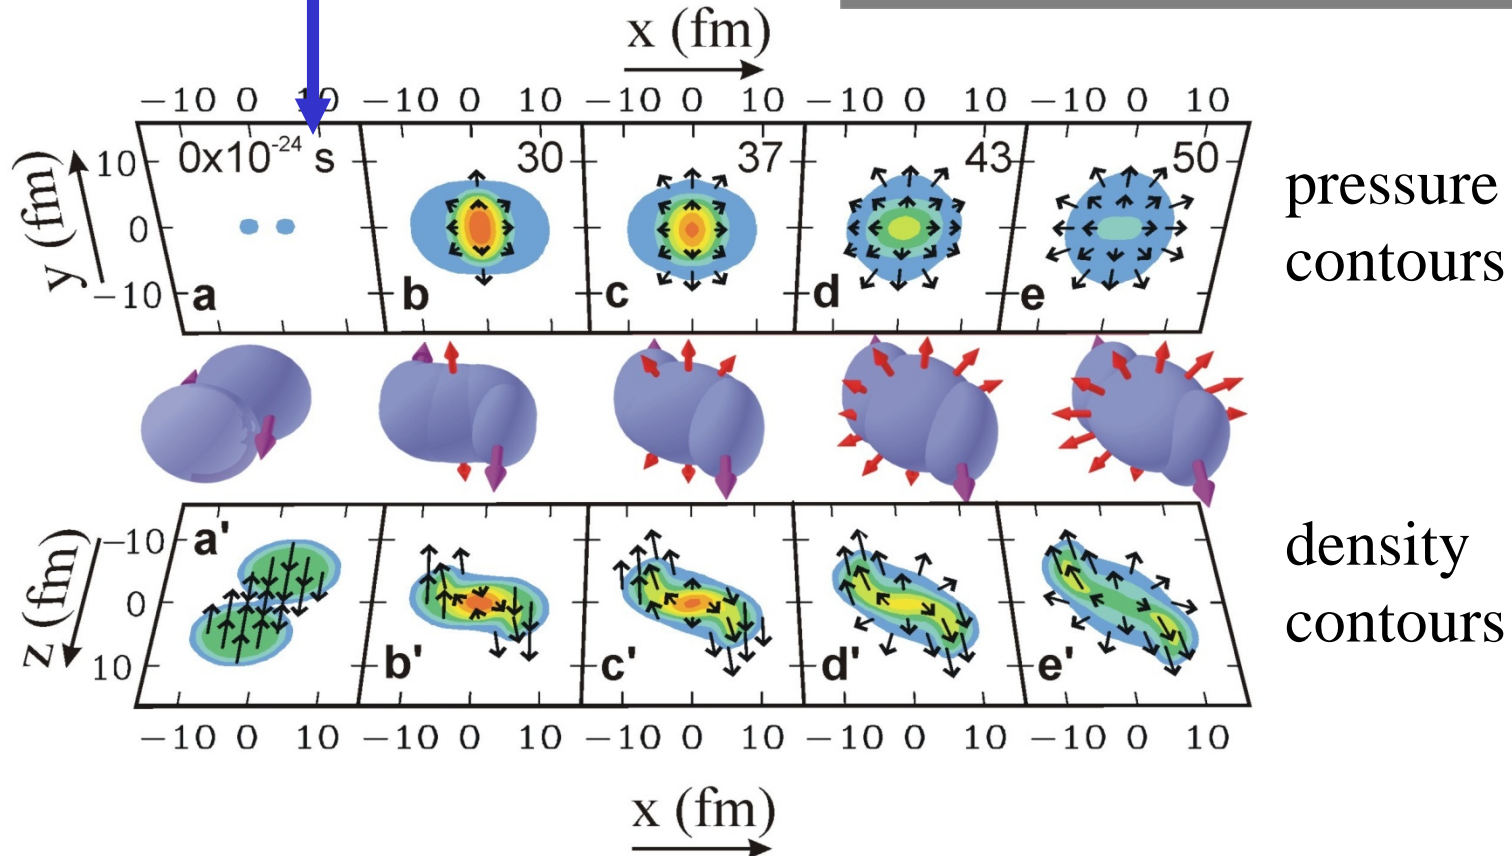 x (fm)
−10 0 10 −10 0 10 −10 0 10 −10 0 10 −10 0 10
y (fm)
10
0
−10
0x10⁻²⁴ s
30
37
43
50
a
b
c
d
e
pressure
contours
z (fm)
−10
0
10
a'
b'
c'
d'
e'
density
contours
−10 0 10 −10 0 10 −10 0 10 −10 0 10 −10 0 10
x (fm)